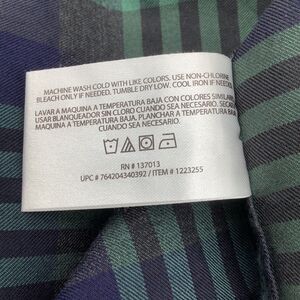 MACHINE WASH COLD WITH LIKE COLORS. USE NON-CHLORINE
BLEACH ONLY IF NEEDED. TUMBLE DRY LOW. COOL IRON IF NEEDED.
LAVAR A MAQUINA A TEMPERATURA BAJA CON COLORES SIMILARES.
USAR BLANQUEADOR SIN CLORO CUANDO SEA NECESARIO. SECAR
MAQUINA A TEMPERATURA BAJA, PLANCHAR A TEMPERATURA BAJA
CUANDO SEA NECESARIO.
RN # 137013
UPC # 764204340392 / ITEM # 1223255